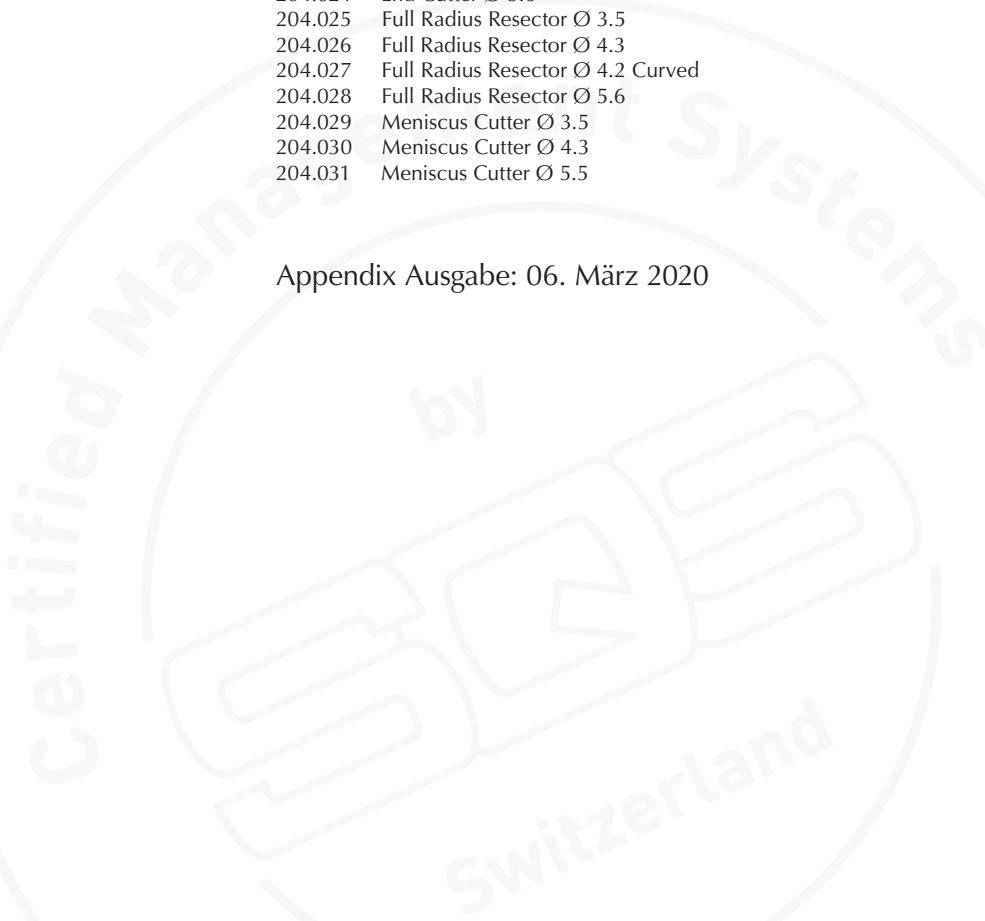 204.025 Full Radius Resector Ø 3.5
204.026 Full Radius Resector Ø 4.3
204.027 Full Radius Resector Ø 4.2 Curved
204.028 Full Radius Resector Ø 5.6
204.029 Meniscus Cutter Ø 3.5
204.030 Meniscus Cutter Ø 4.3
204.031 Meniscus Cutter Ø 5.5
Appendix Ausgabe: 06. März 2020
Certified Management Systems
by
SQS
Switzerland